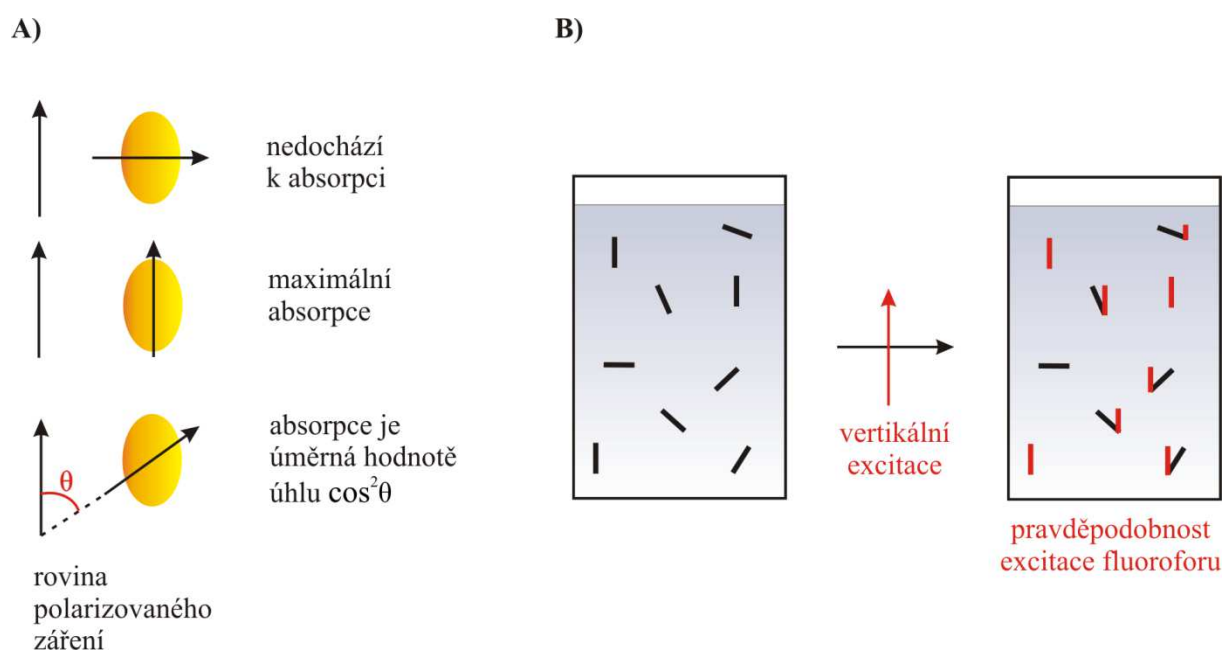 A)
nedochází
k absorpci
maximální
absorpce
θ
absorpce je
úměrná hodnotě
úhlu cos²θ
rovina
polarizovaného
záření
B)
vertikální
excitace
pravděpodobnost
excitace fluoroforu